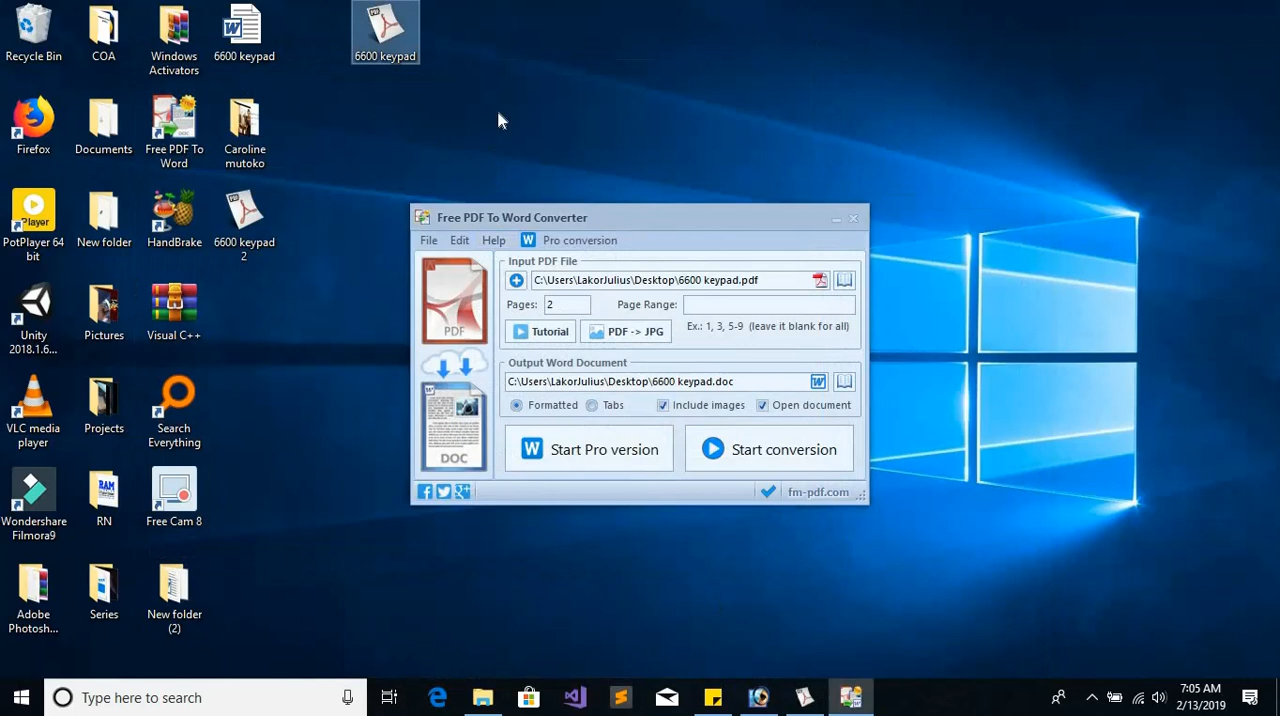 Recycle Bin
COA
Windows Activators
6600 keypad
6600 keypad
Firefox
Documents
Free PDF To Word
Caroline mutoko
PotPlayer 64 bit
New folder
HandBrake
6600 keypad 2
Unity 2018.1.6...
Pictures
Visual C++
VLC media player
Projects
Search Everything
Wondershare Filmora9
RN
Free Cam 8
Adobe Photosh...
Series
New folder (2)
Player
Free PDF To Word Converter
File Edit Help W Pro conversion
Input PDF File
C:\Users\LakorJulius\Desktop\6600 keypad.pdf
Pages: 2 Page Range:
Tutorial PDF -> JPG Ex.: 1, 3, 5-9 (leave it blank for all)
PDF
Output Word Document
C:\Users\LakorJulius\Desktop\6600 keypad.doc W
Formatted Tabs Include images Open document
W Start Pro version Start conversion
DOC
fm-pdf.com
Type here to search
7:05 AM
2/13/2019